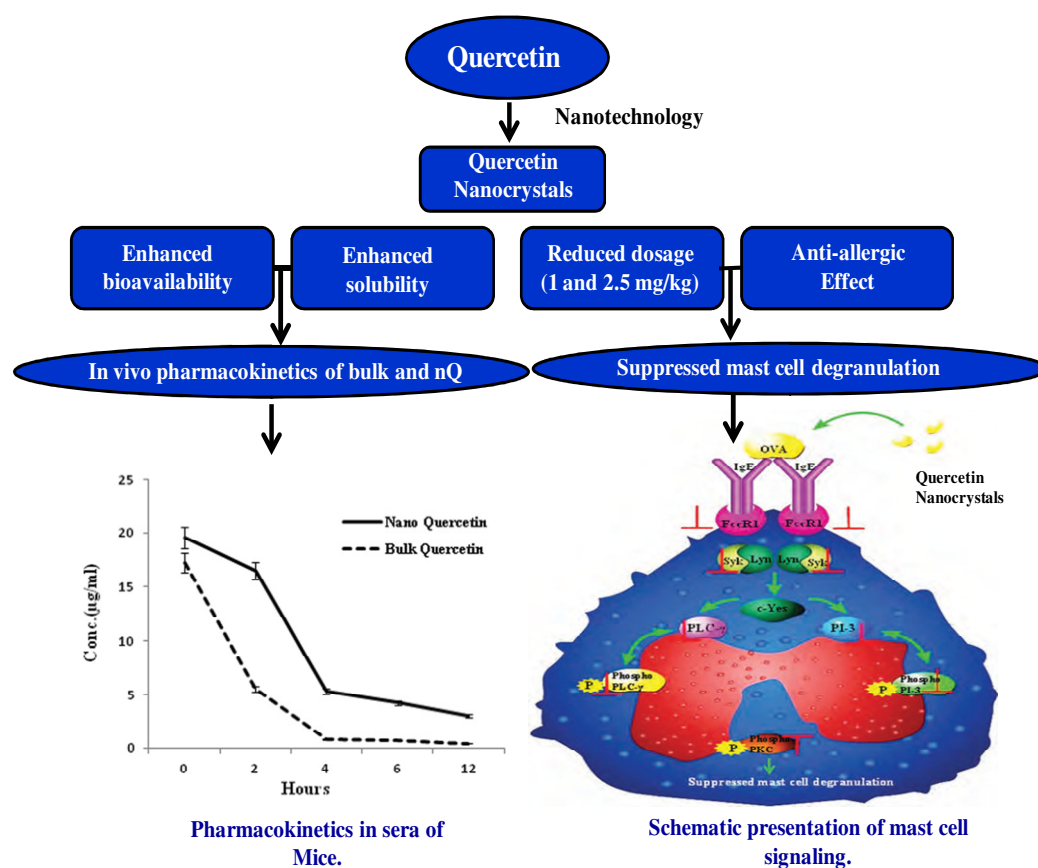 Quercetin
Nanotechnology
Quercetin
Nanocrystals
Enhanced
bioavailability
Enhanced
solubility
Reduced dosage
(1 and 2.5 mg/kg)
Anti-allergic
Effect
In vivo pharmacokinetics of bulk and nQ
Suppressed mast cell degranulation
25
20
15
10
5
0
Conc.(µg/ml)
Nano Quercetin
Bulk Quercetin
0 2 4 6 12
Hours
Pharmacokinetics in sera of
Mice.
OVA
IgE IgE
Quercetin
Nanocrystals
FcεR1 FcεR1
Syk Lyn Lyn Syk
c-Yes
PLC-γ PI-3
P Phospho
PLC-γ
P Phospho
PI-3
P Phospho
PKC
Suppressed mast cell degranulation
Schematic presentation of mast cell
signaling.